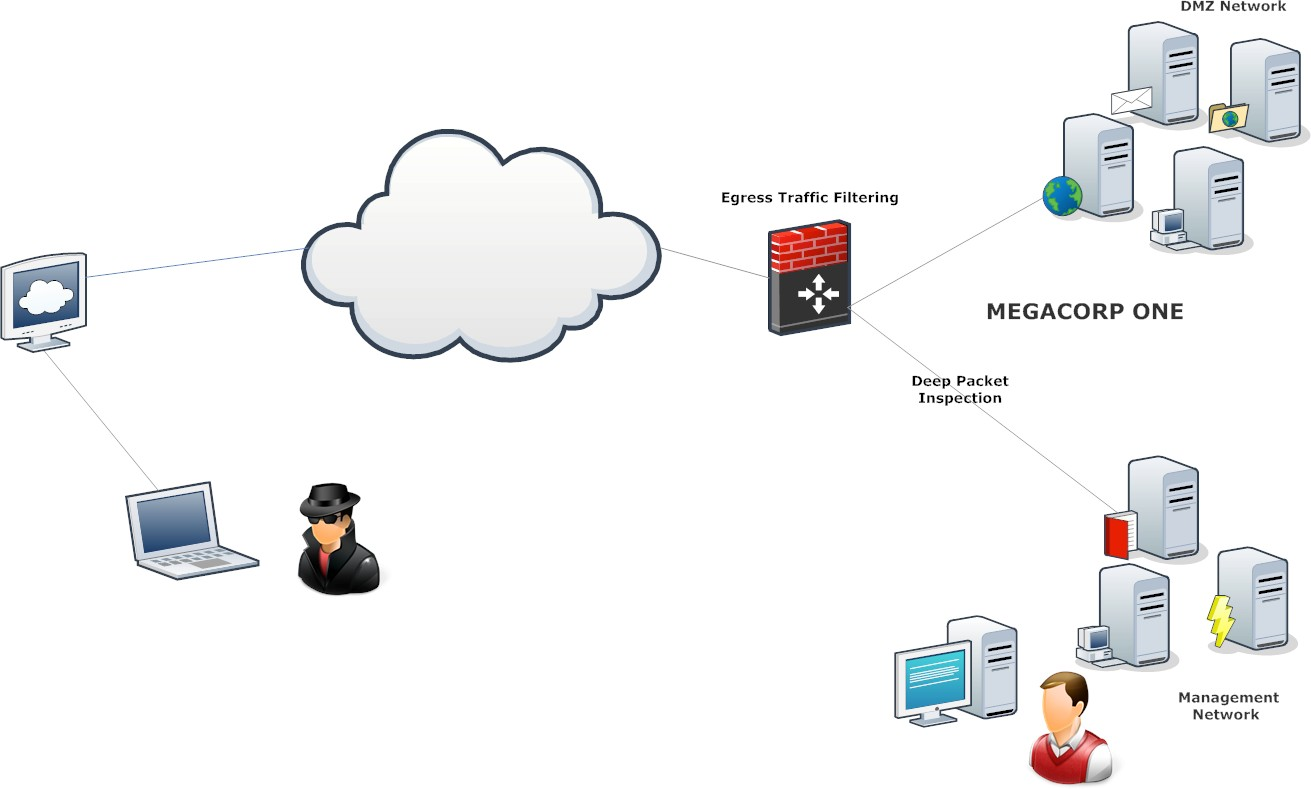 DMZ Network
Egress Traffic Filtering
MEGACORP ONE
Deep Packet
Inspection
Management
Network